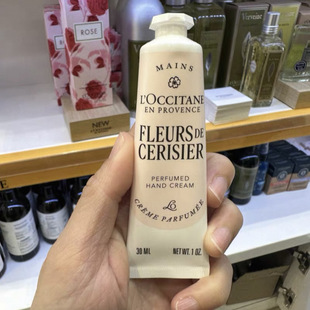 MAINS
L'OCCITANE
EN PROVENCE
FLEURS DE
CERISIER
PERFUMED
HAND CREAM
CRÈME PARFUMÉE
30 ML NET WT. 1 OZ.
ROSE
NEW